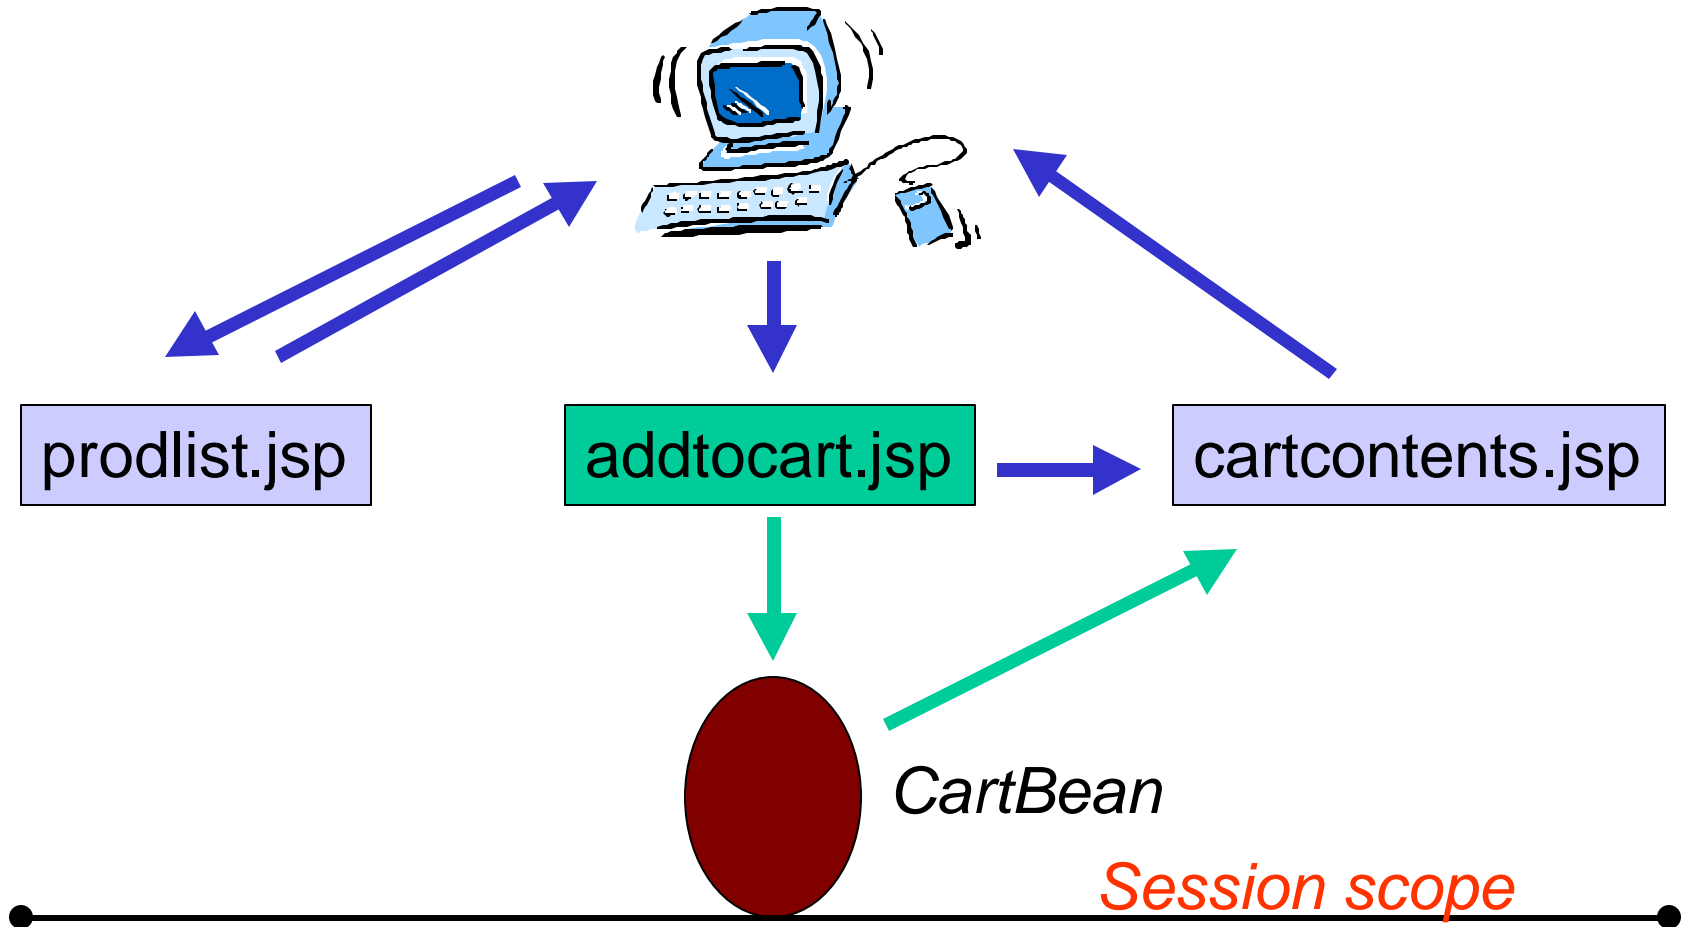 prodlist.jsp
addtocart.jsp
cartcontents.jsp
CartBean
Session scope